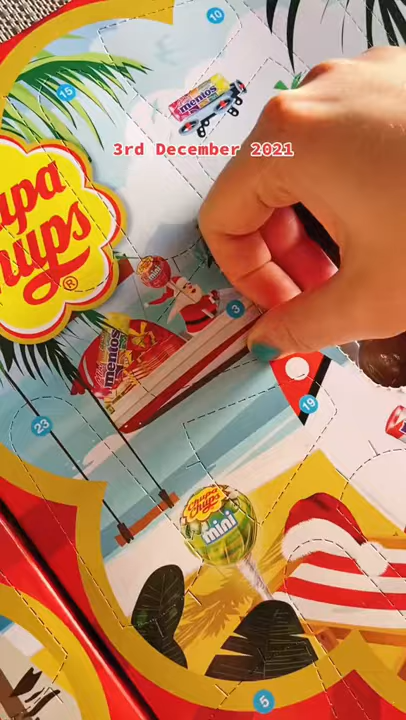 10
15
mentos
3rd December 2021
Chupa
Chups
®
3
mentos
19
23
Chupa
Chups
mini
5